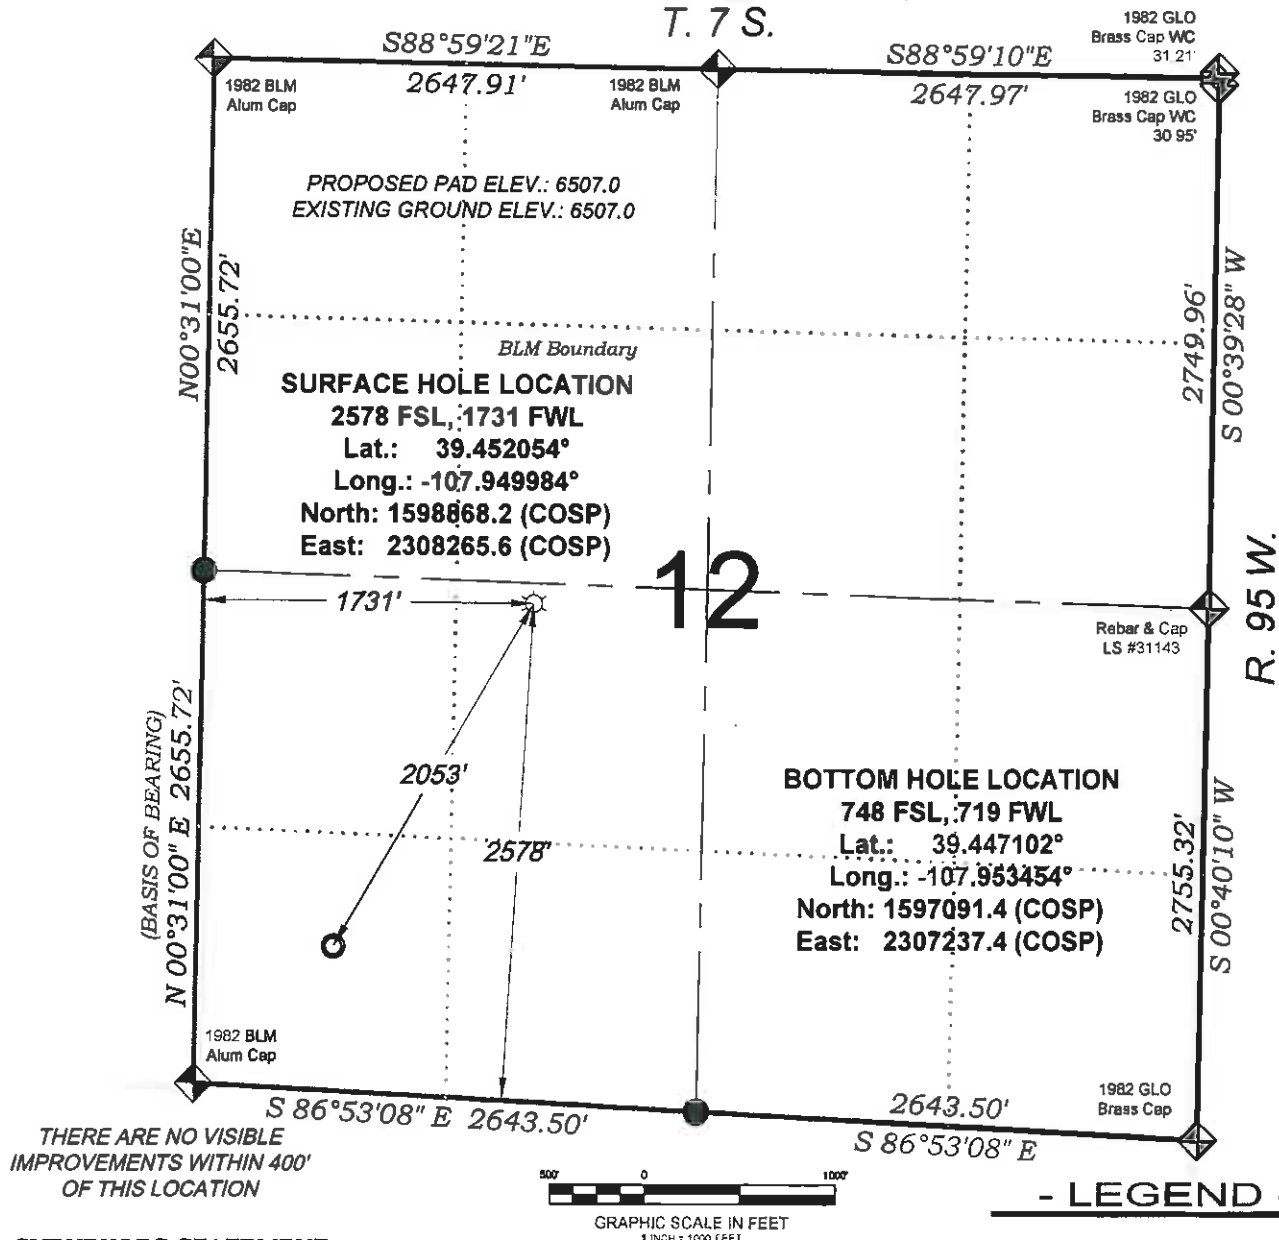 T. 7 S.
S88°59'21"E
2647.91'
S88°59'10"E
2647.97'
1982 GLO
Brass Cap WC
31.21'
1982 GLO
Brass Cap WC
30 95'
1982 BLM
Alum Cap
1982 BLM
Alum Cap
PROPOSED PAD ELEV.: 6507.0
EXISTING GROUND ELEV.: 6507.0
N00°31'00"E
2655.72'
BLM Boundary
SURFACE HOLE LOCATION
2578 FSL, 1731 FWL
Lat.: 39.452054°
Long.: -107.949984°
North: 1598868.2 (COSP)
East: 2308265.6 (COSP)
2749.96'
S 00°39'28" W
12
1731'
R. 95 W.
Rebar & Cap
LS #31143
(BASIS OF BEARING)
N 00°31'00" E 2655.72'
2053'
2578'
BOTTOM HOLE LOCATION
748 FSL, 719 FWL
Lat.: 39.447102°
Long.: -107.953454°
North: 1597091.4 (COSP)
East: 2307237.4 (COSP)
2755.32'
S 00°40'10" W
1982 BLM
Alum Cap
S 86°53'08" E 2643.50'
2643.50'
S 86°53'08" E
1982 GLO
Brass Cap
THERE ARE NO VISIBLE
IMPROVEMENTS WITHIN 400'
OF THIS LOCATION
500' 0 1000'
GRAPHIC SCALE IN FEET
1 INCH = 1000 FEET
- LEGEND